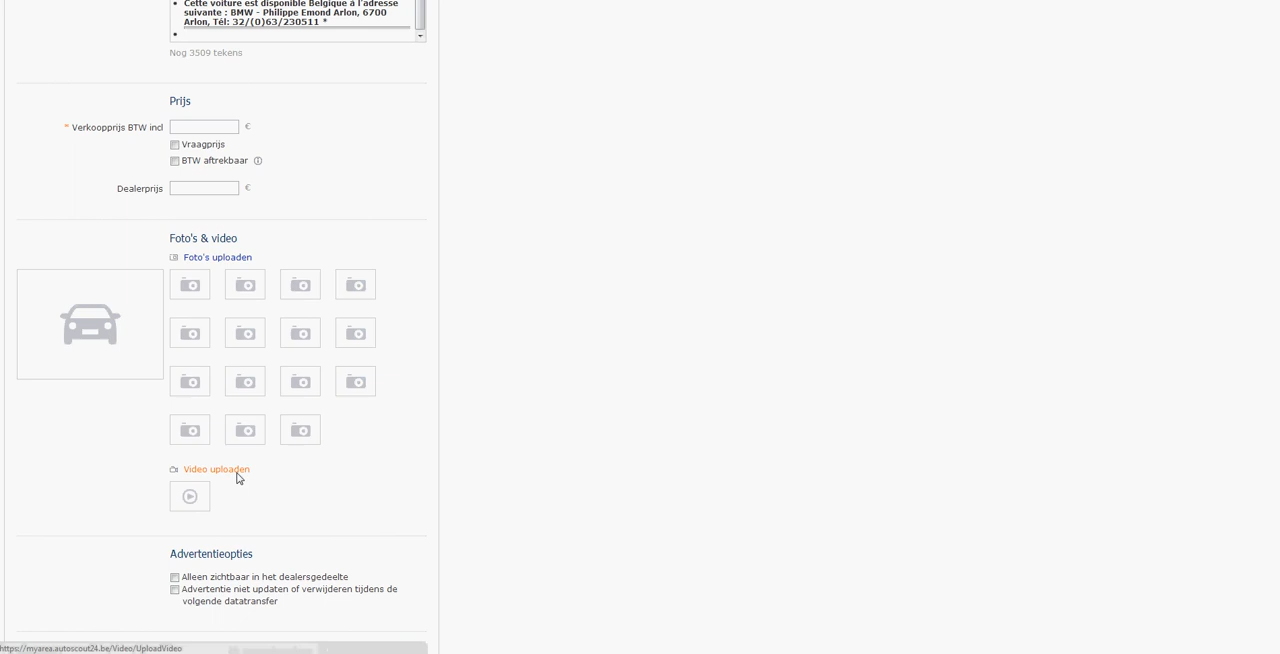 Cette voiture est disponible Belgique à l'adresse
suivante : BMW - Philippe Emond Arlon, 6700
Arlon, Tél: 32/(0)63/230511 *
Nog 3509 tekens
Prijs
* Verkoopprijs BTW incl €
Vraagprijs
BTW aftrekbaar
Dealerprijs €
Foto's & video
Foto's uploaden
Video uploaden
Advertentieopties
Alleen zichtbaar in het dealersgedeelte
Advertentie niet updaten of verwijderen tijdens de
volgende datatransfer
https://myarea.autoscout24.be/Video/UploadVideo